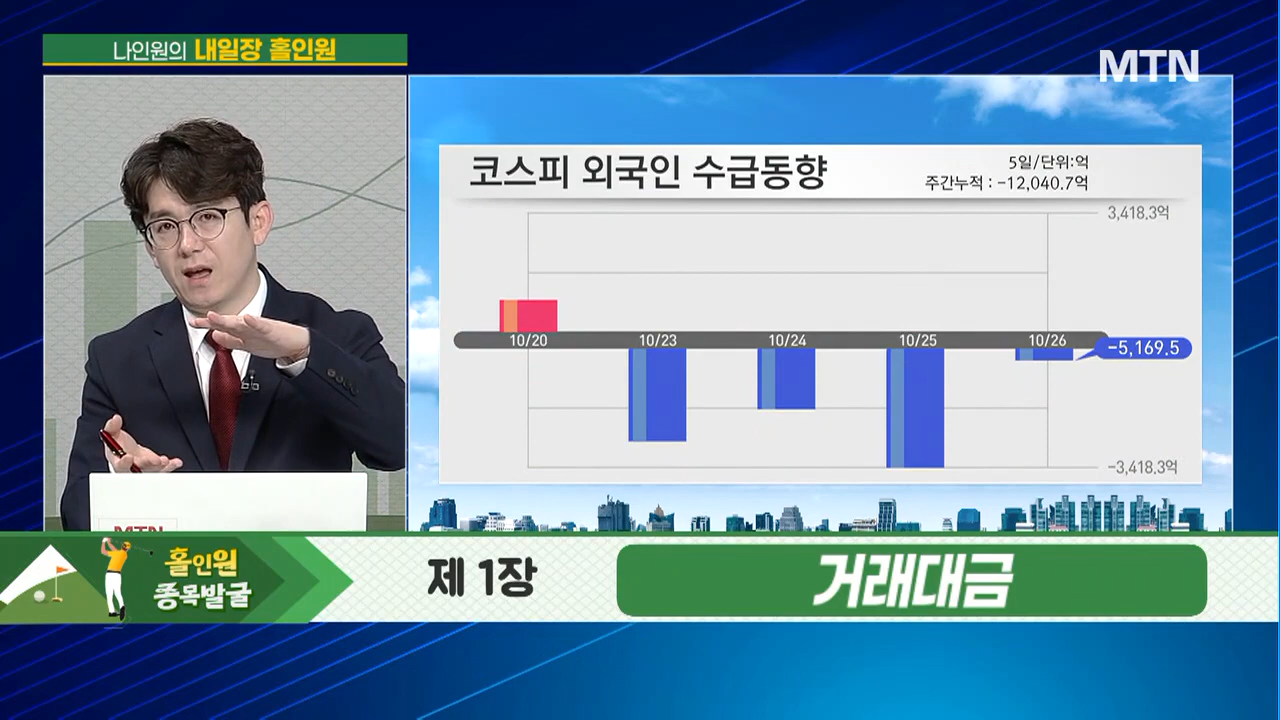 나인원의 내일장 홀인원
MTN
코스피 외국인 수급동향
5일/단위:억
주간누적 : -12,040.7억
3,418.3억
10/20
10/23
10/24
10/25
10/26
-5,169.5
-3,418.3억
MTN
홀인원
종목발굴
제 1장
거래대금